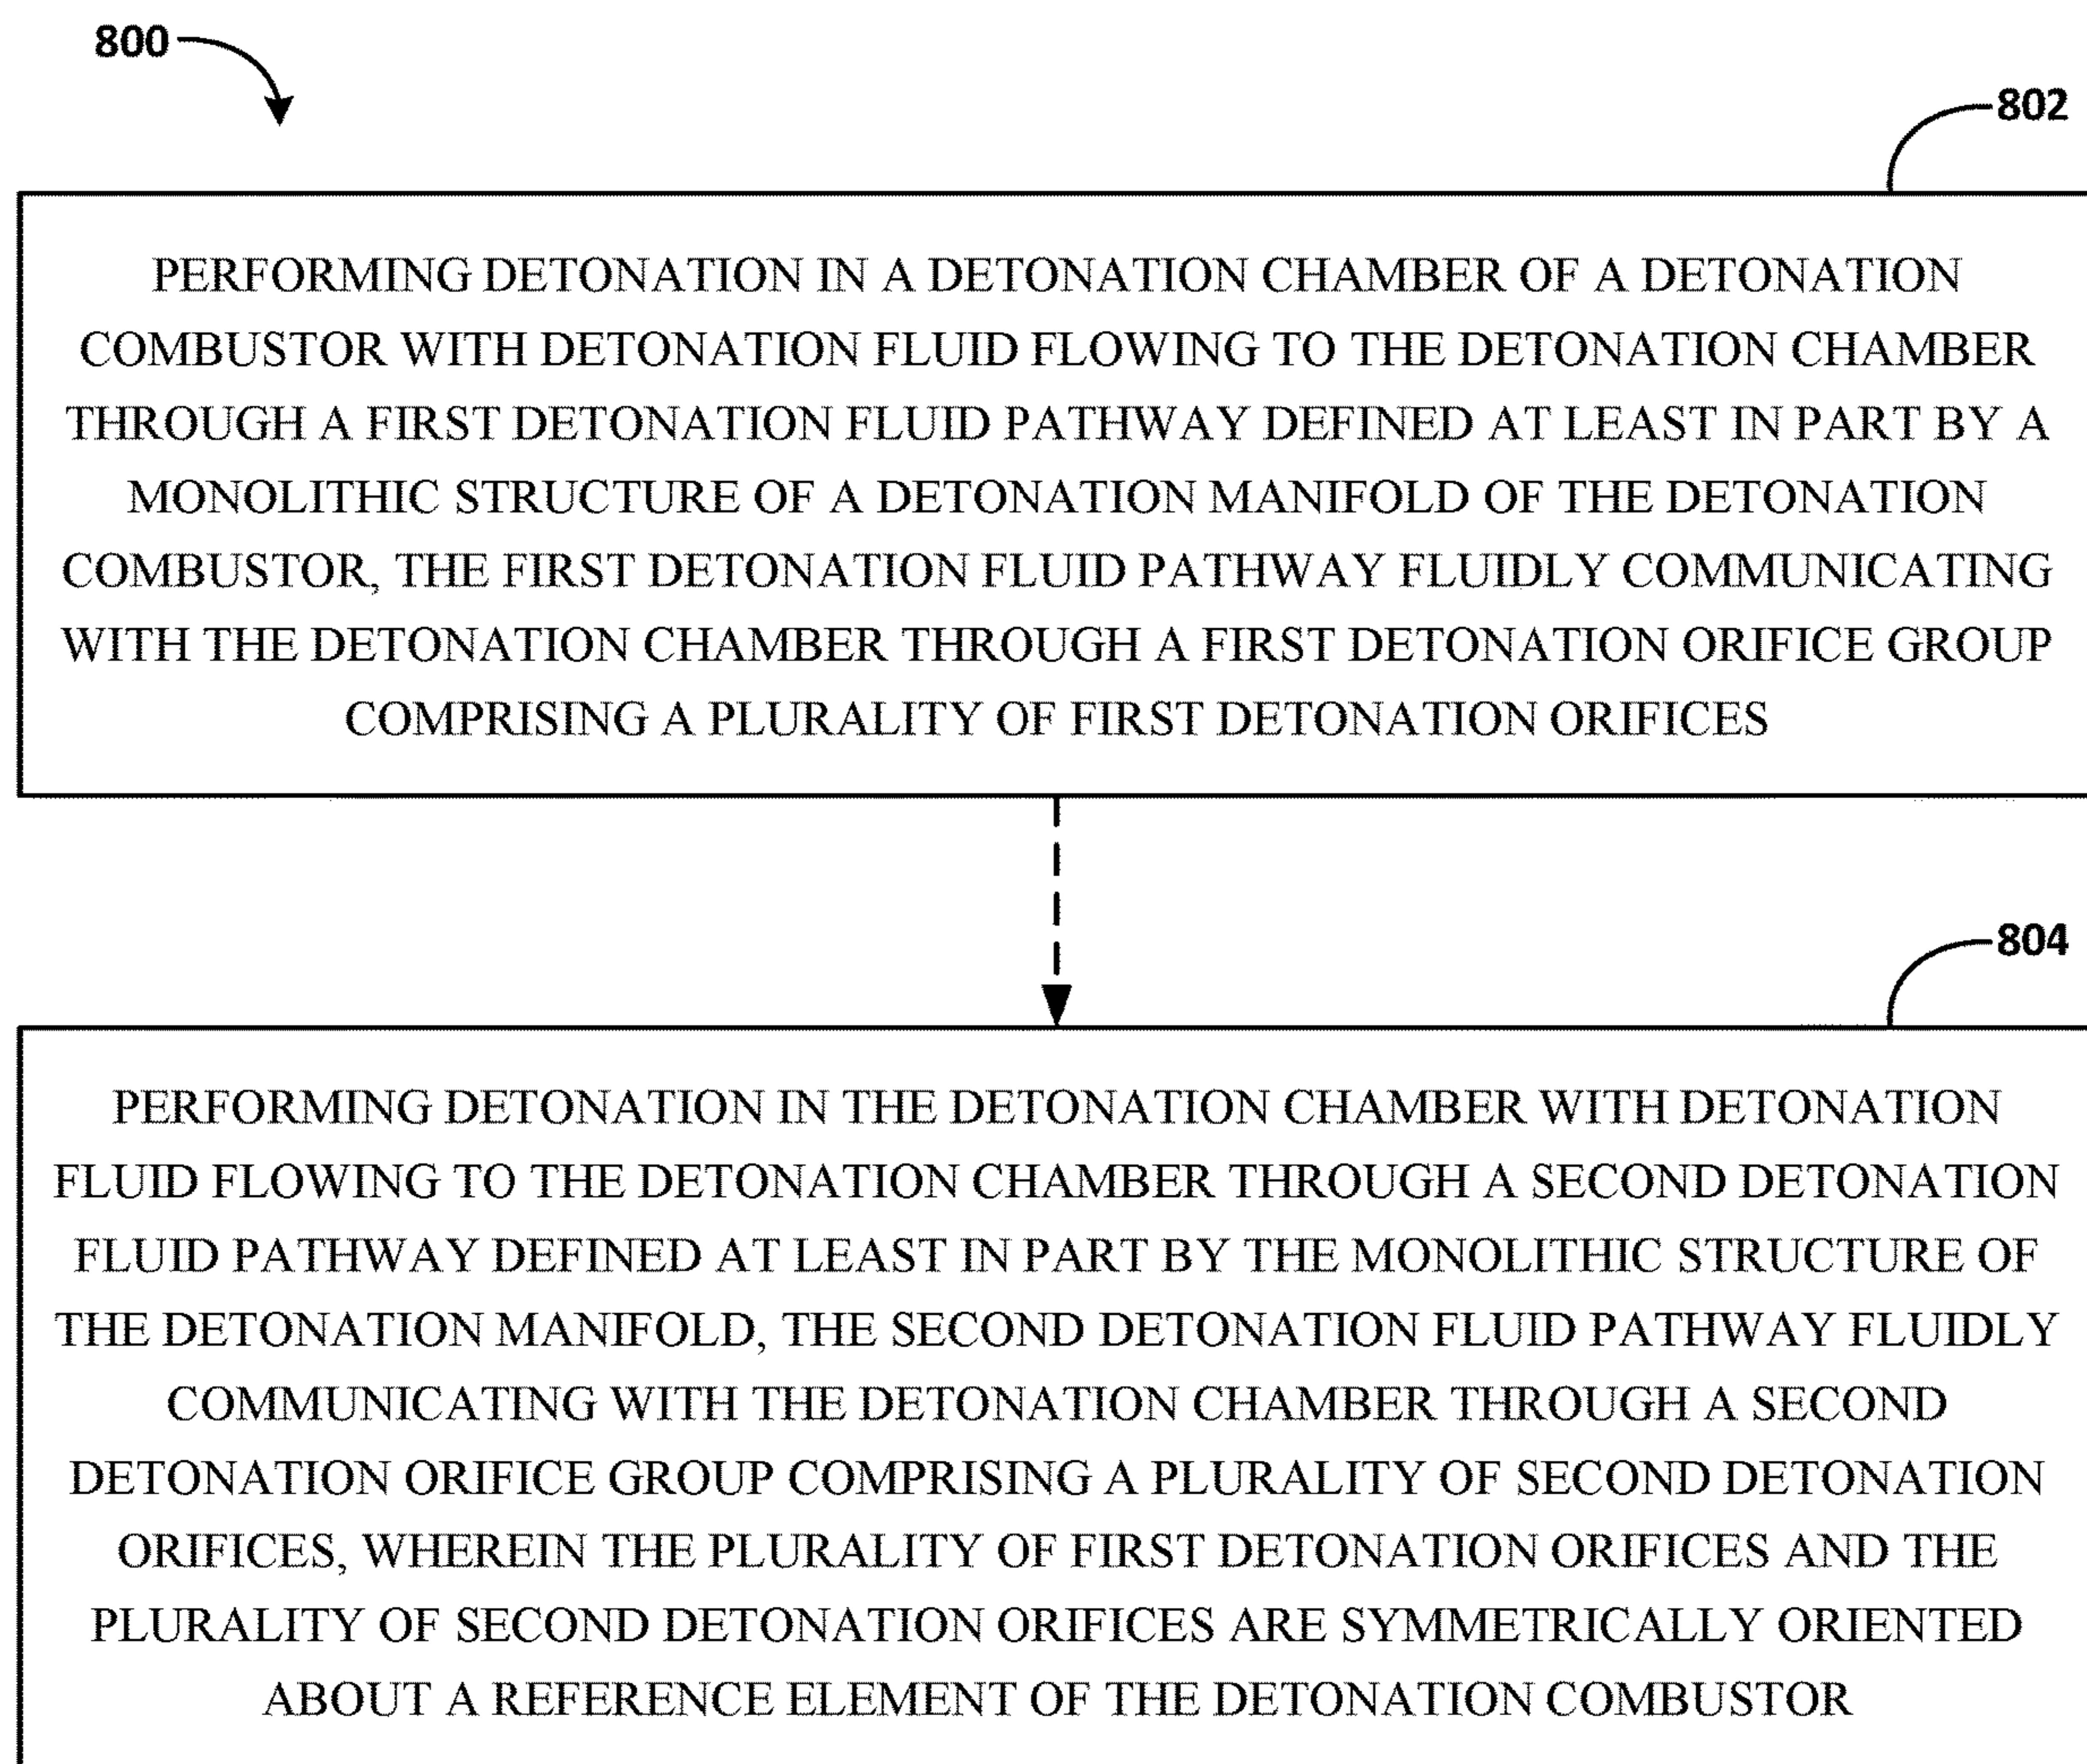 800
802
PERFORMING DETONATION IN A DETONATION CHAMBER OF A DETONATION
COMBUSTOR WITH DETONATION FLUID FLOWING TO THE DETONATION CHAMBER
THROUGH A FIRST DETONATION FLUID PATHWAY DEFINED AT LEAST IN PART BY A
MONOLITHIC STRUCTURE OF A DETONATION MANIFOLD OF THE DETONATION
COMBUSTOR, THE FIRST DETONATION FLUID PATHWAY FLUIDLY COMMUNICATING
WITH THE DETONATION CHAMBER THROUGH A FIRST DETONATION ORIFICE GROUP
COMPRISING A PLURALITY OF FIRST DETONATION ORIFICES
804
PERFORMING DETONATION IN THE DETONATION CHAMBER WITH DETONATION
FLUID FLOWING TO THE DETONATION CHAMBER THROUGH A SECOND DETONATION
FLUID PATHWAY DEFINED AT LEAST IN PART BY THE MONOLITHIC STRUCTURE OF
THE DETONATION MANIFOLD, THE SECOND DETONATION FLUID PATHWAY FLUIDLY
COMMUNICATING WITH THE DETONATION CHAMBER THROUGH A SECOND
DETONATION ORIFICE GROUP COMPRISING A PLURALITY OF SECOND DETONATION
ORIFICES, WHEREIN THE PLURALITY OF FIRST DETONATION ORIFICES AND THE
PLURALITY OF SECOND DETONATION ORIFICES ARE SYMMETRICALLY ORIENTED
ABOUT A REFERENCE ELEMENT OF THE DETONATION COMBUSTOR